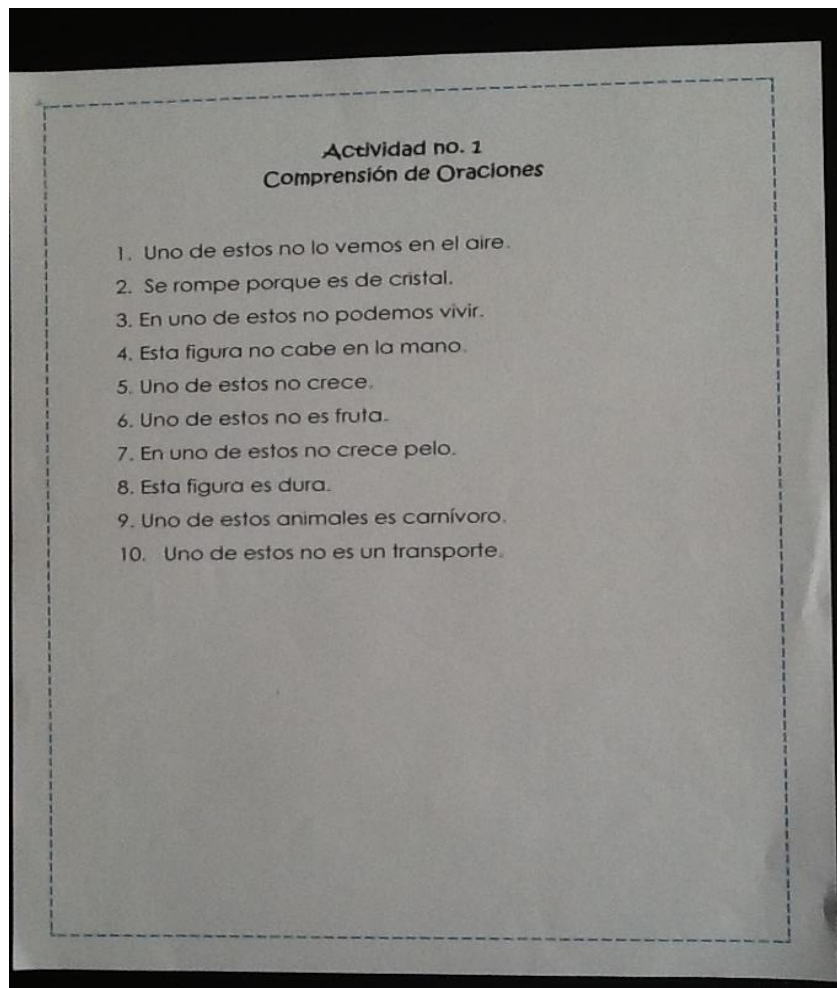 Actividad no. 1
Comprensión de Oraciones
1. Uno de estos no lo vemos en el aire.
2. Se rompe porque es de cristal.
3. En uno de estos no podemos vivir.
4. Esta figura no cabe en la mano.
5. Uno de estos no crece.
6. Uno de estos no es fruta.
7. En uno de estos no crece pelo.
8. Esta figura es dura.
9. Uno de estos animales es carnívoro.
10. Uno de estos no es un transporte.